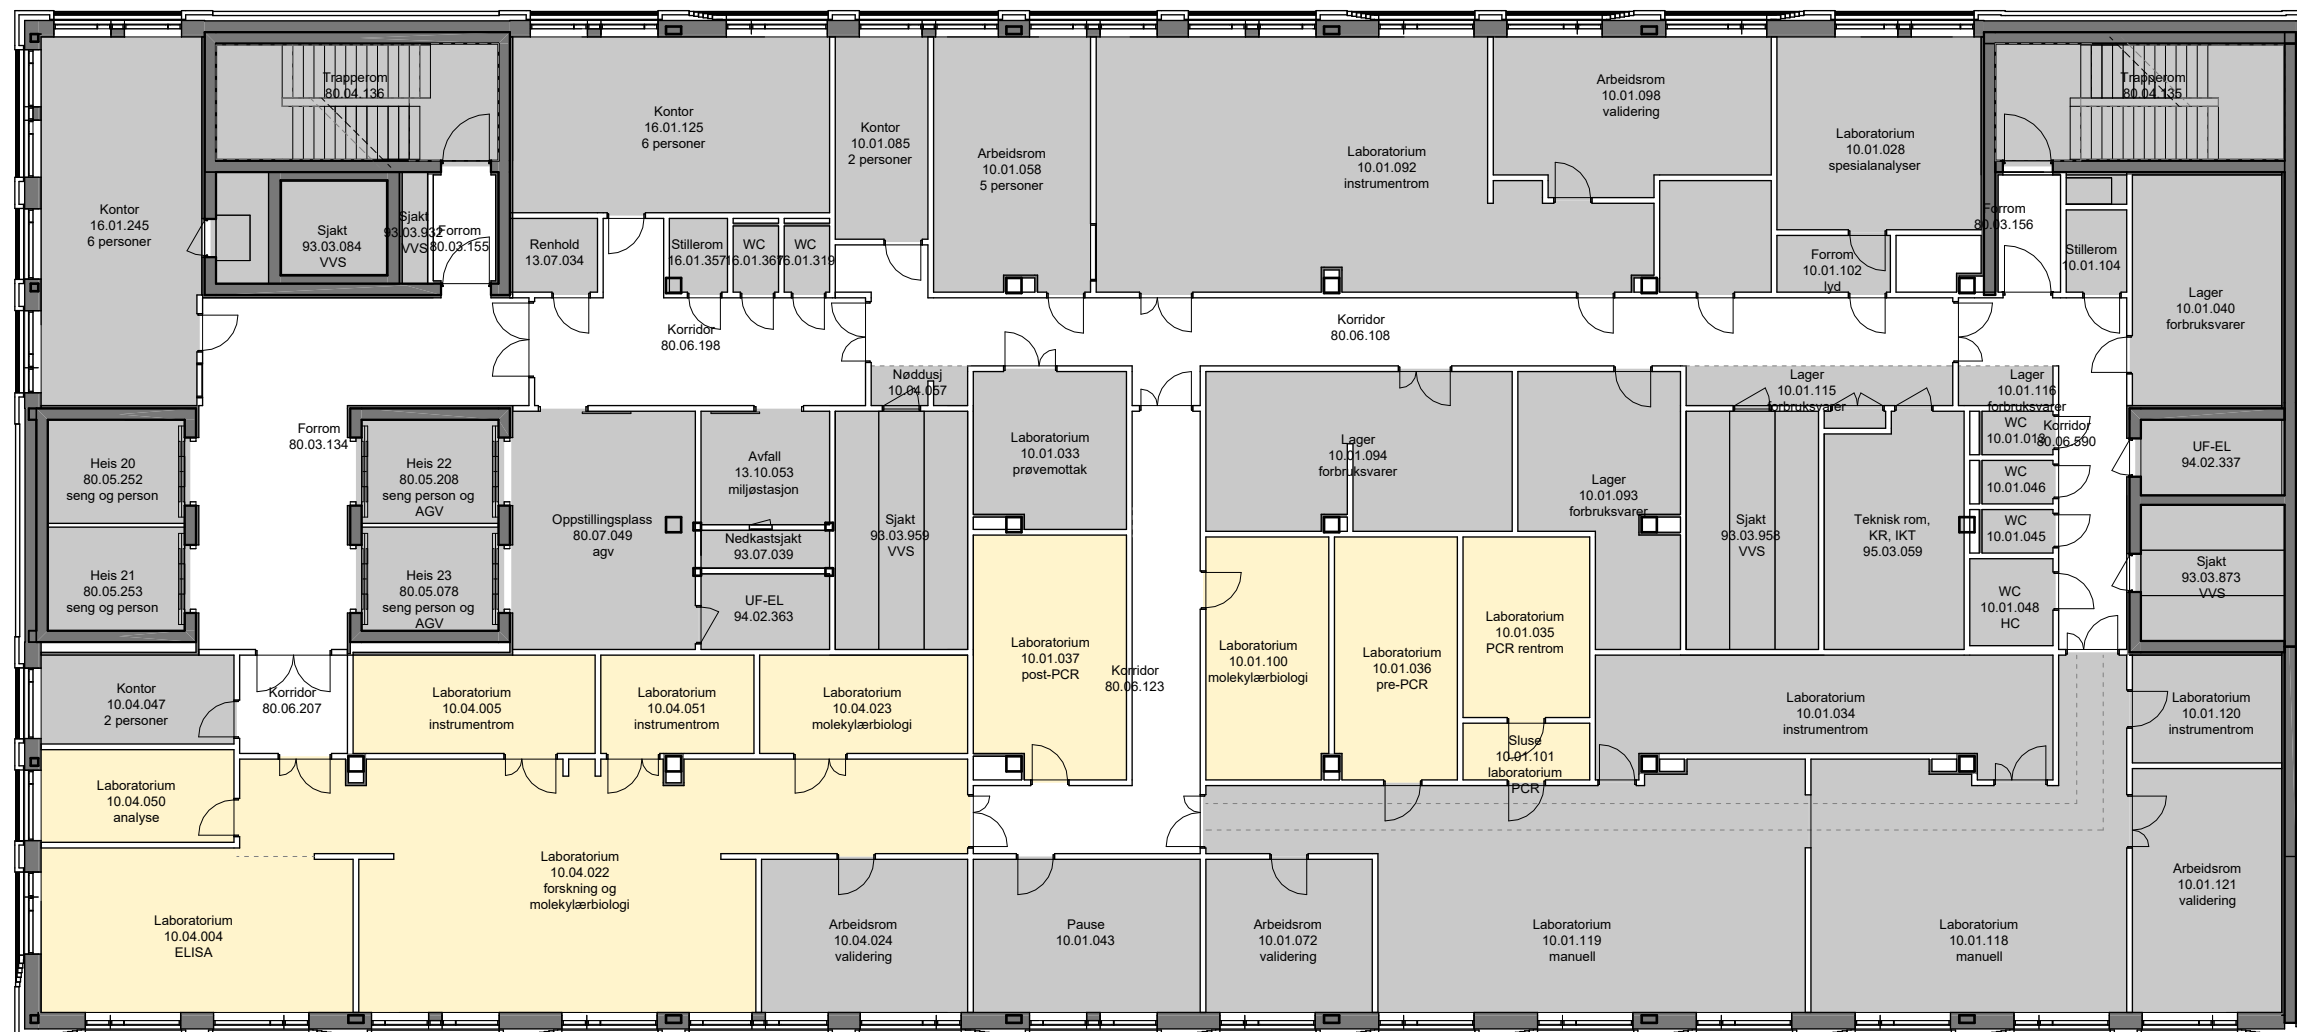 Trapperom
80.04.136
Kontor
16.01.245
6 personer
Sjakt
93.03.084
VVS
Sjakt
93.03.932
VVS
Forrom
80.03.155
Kontor
16.01.125
6 personer
Renhold
13.07.034
Stillerom
16.01.357
WC
16.01.367
WC
16.01.319
Kontor
10.01.085
2 personer
Arbeidsrom
10.01.058
5 personer
Laboratorium
10.01.092
instrumentrom
Arbeidsrom
10.01.098
validering
Laboratorium
10.01.028
spesialanalyser
Forrom
10.01.102
lyd
Trapperom
80.04.135
Forrom
80.03.156
Stillerom
10.01.104
Lager
10.01.040
forbruksvarer
Korridor
80.06.198
Korridor
80.06.108
Nøddusj
10.04.057
Forrom
80.03.134
Heis 20
80.05.252
seng og person
Heis 22
80.05.208
seng person og
AGV
Heis 21
80.05.253
seng og person
Heis 23
80.05.078
seng person og
AGV
Oppstillingsplass
80.07.049
agv
Avfall
13.10.053
miljøstasjon
Nedkastsjakt
93.07.039
UF-EL
94.02.363
Sjakt
93.03.959
VVS
Laboratorium
10.01.033
prøvemottak
Lager
10.01.094
forbruksvarer
Lager
10.01.093
forbruksvarer
Lager
10.01.115
forbruksvarer
Lager
10.01.116
forbruksvarer
Sjakt
93.03.958
VVS
Teknisk rom,
KR, IKT
95.03.059
WC
10.01.013
Korridor
80.06.590
WC
10.01.046
WC
10.01.045
WC
10.01.048
HC
UF-EL
94.02.337
Sjakt
93.03.873
VVS
Kontor
10.04.047
2 personer
Korridor
80.06.207
Laboratorium
10.04.005
instrumentrom
Laboratorium
10.04.051
instrumentrom
Laboratorium
10.04.023
molekylærbiologi
Laboratorium
10.01.037
post-PCR
Korridor
80.06.123
Laboratorium
10.01.100
molekylærbiologi
Laboratorium
10.01.036
pre-PCR
Laboratorium
10.01.035
PCR rentrom
Sluse
10.01.101
laboratorium
PCR
Laboratorium
10.01.034
instrumentrom
Laboratorium
10.01.120
instrumentrom
Laboratorium
10.04.050
analyse
Laboratorium
10.04.004
ELISA
Laboratorium
10.04.022
forskning og
molekylærbiologi
Arbeidsrom
10.04.024
validering
Pause
10.01.043
Arbeidsrom
10.01.072
validering
Laboratorium
10.01.119
manuell
Laboratorium
10.01.118
manuell
Arbeidsrom
10.01.121
validering